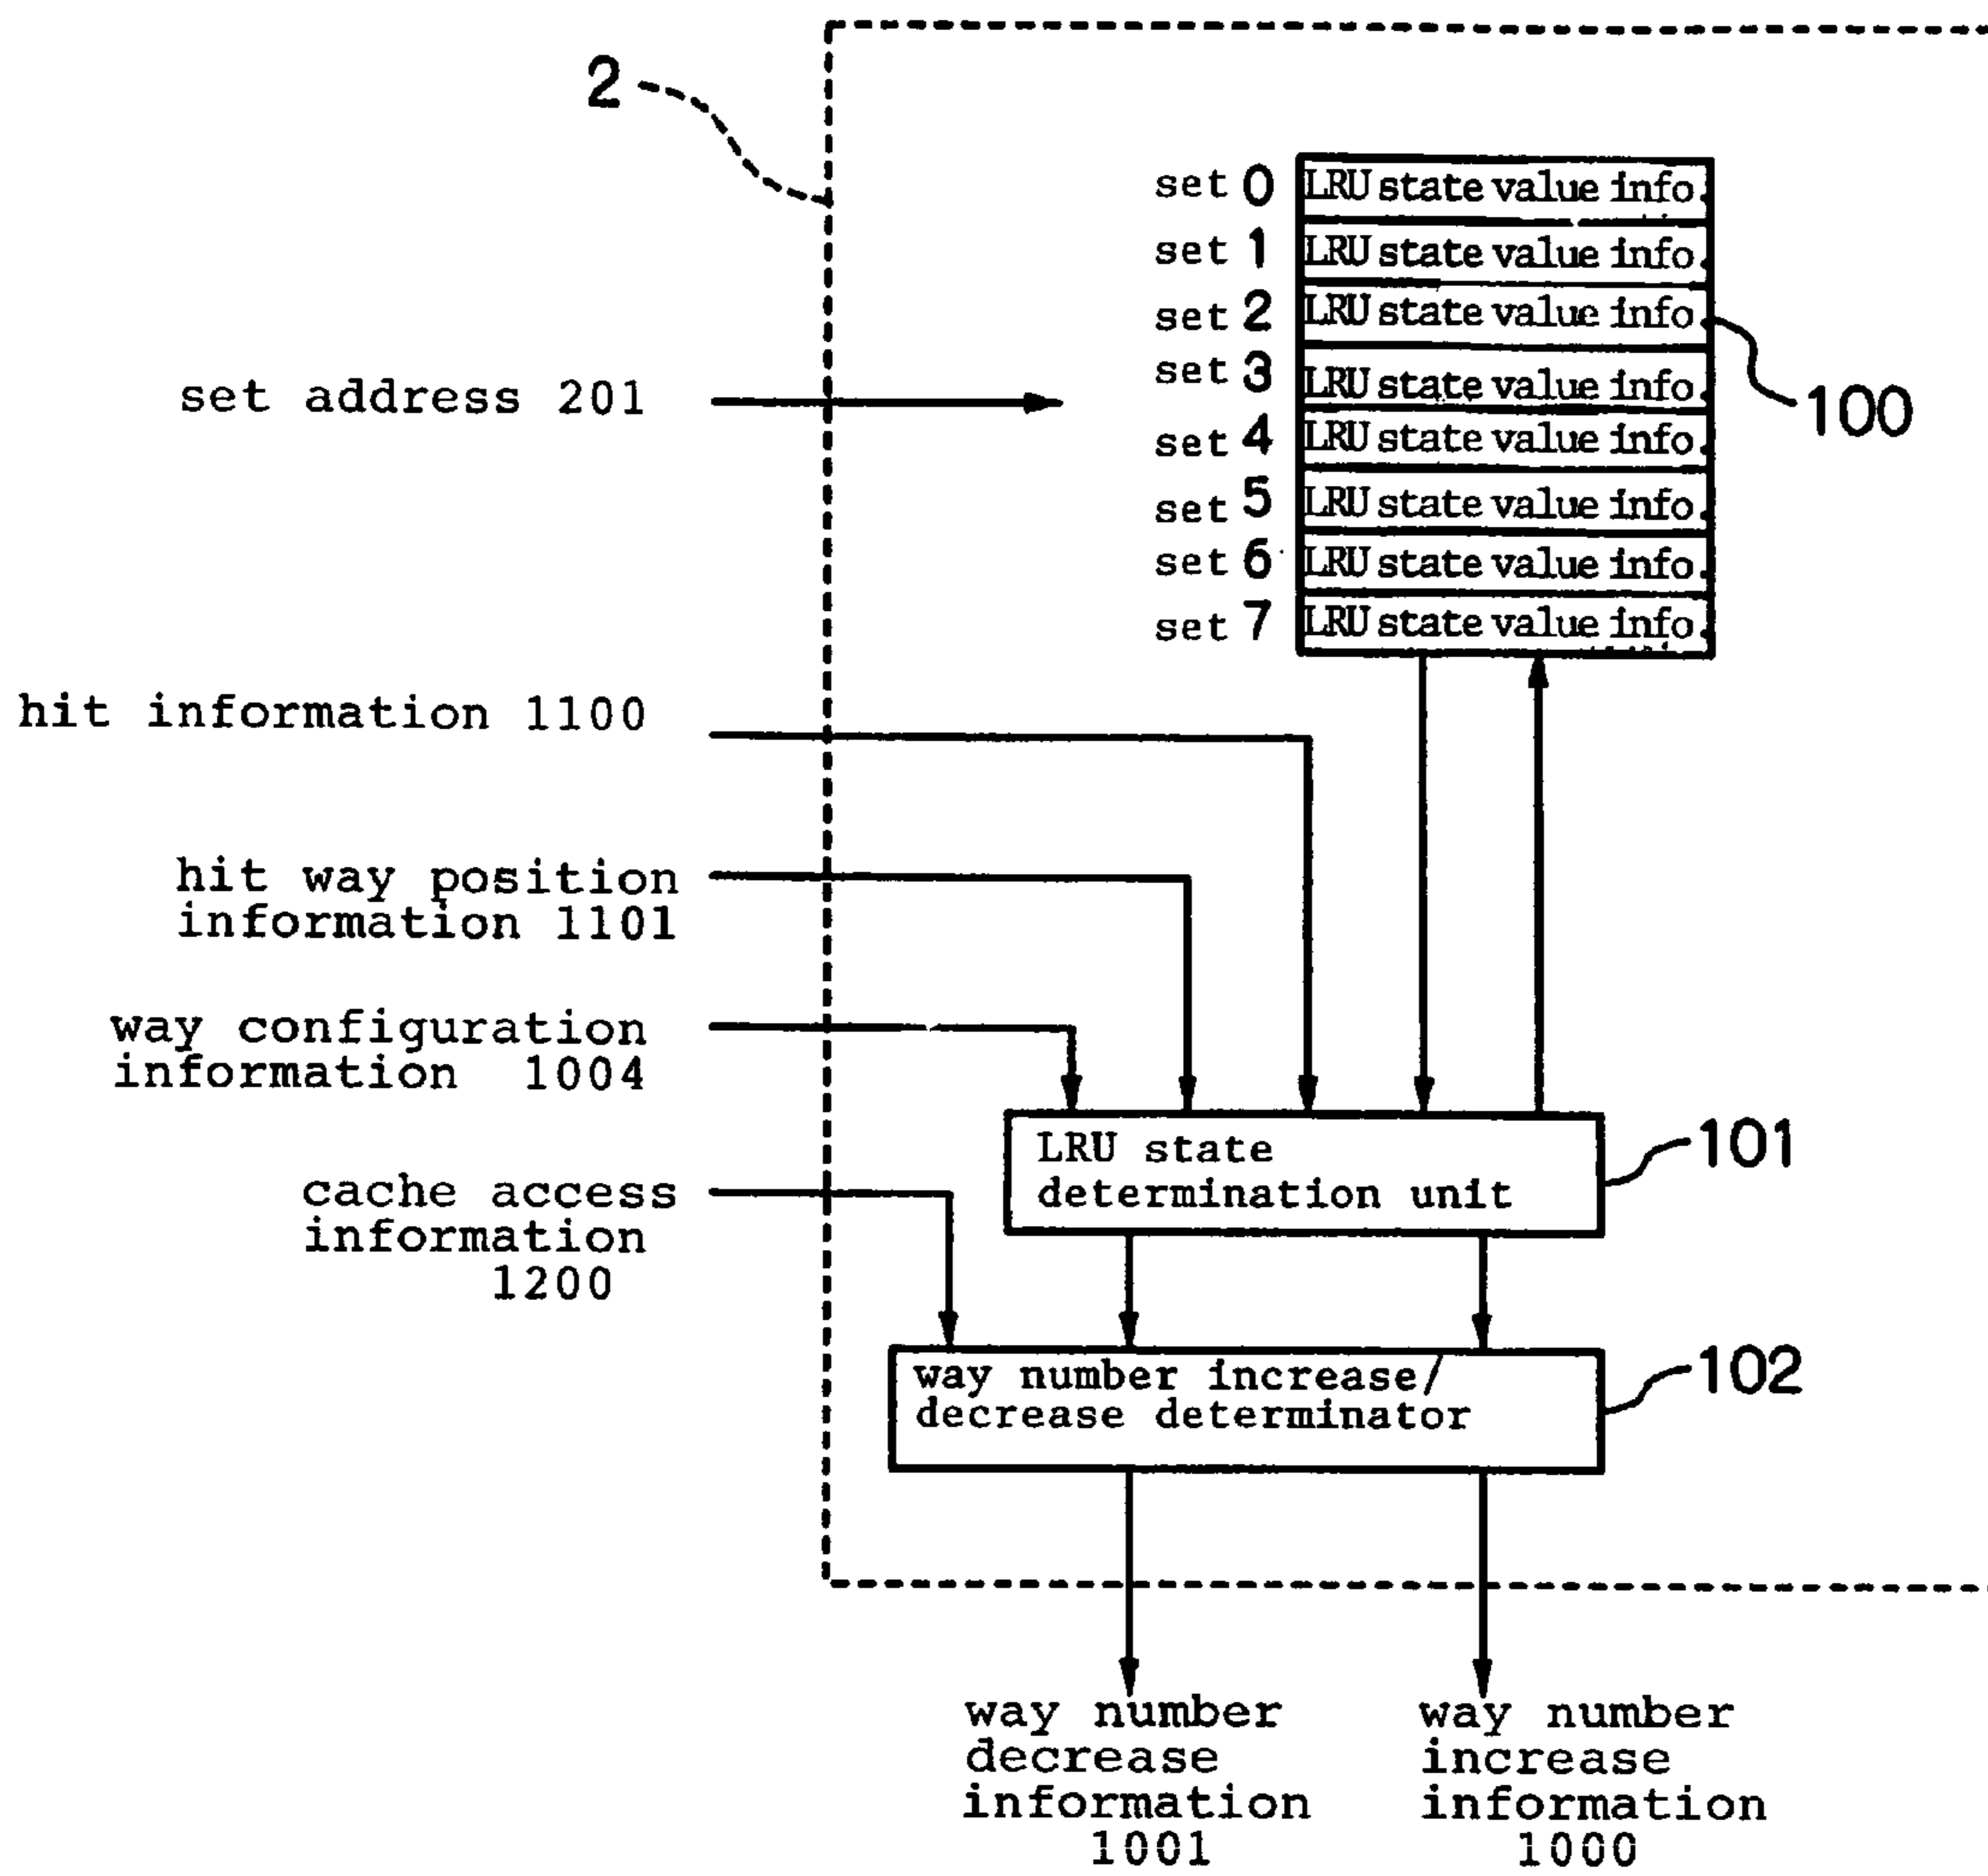 2
set 0 LRU state value info.
set 1 LRU state value info.
set 2 LRU state value info.
set 3 LRU state value info.
set 4 LRU state value info.
set 5 LRU state value info.
set 6 LRU state value info.
set 7 LRU state value info.
100
set address 201
hit information 1100
hit way position
information 1101
way configuration
information 1004
cache access
information
1200
LRU state
determination unit
101
way number increase/
decrease determinator
102
way number
decrease
information
1001
way number
increase
information
1000